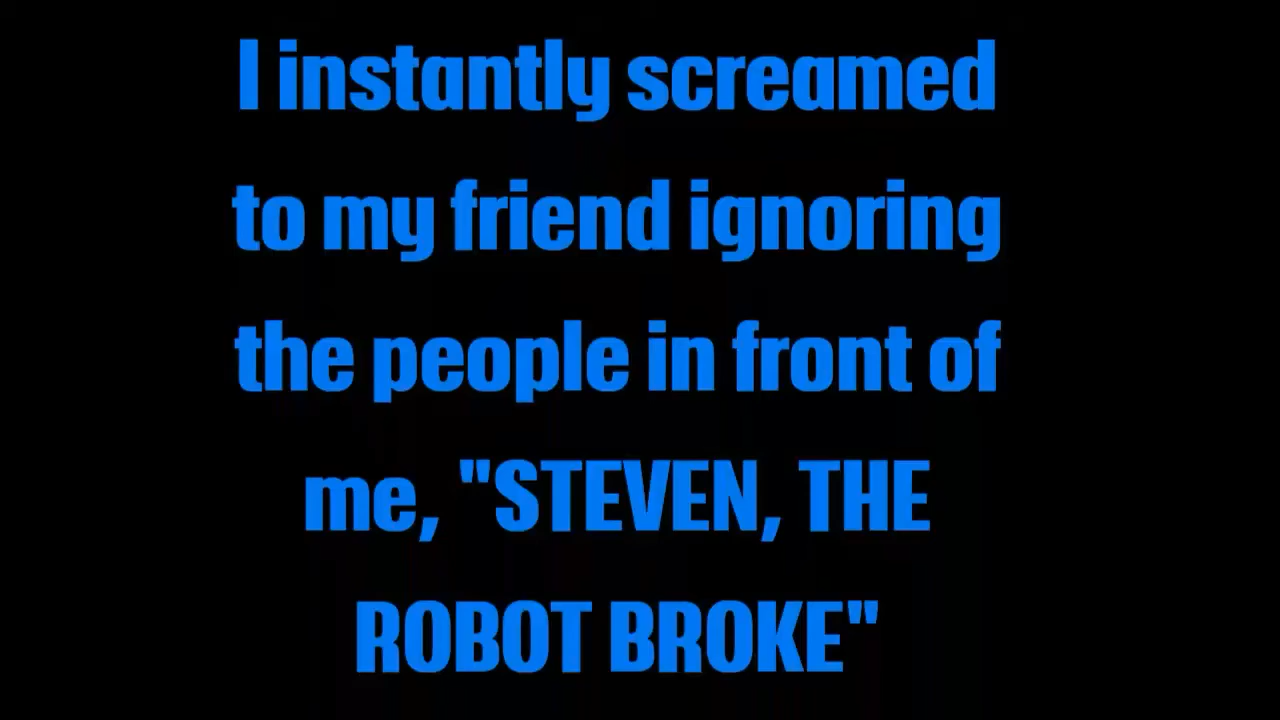 I instantly screamed
to my friend ignoring
the people in front of
me, "STEVEN, THE
ROBOT BROKE"